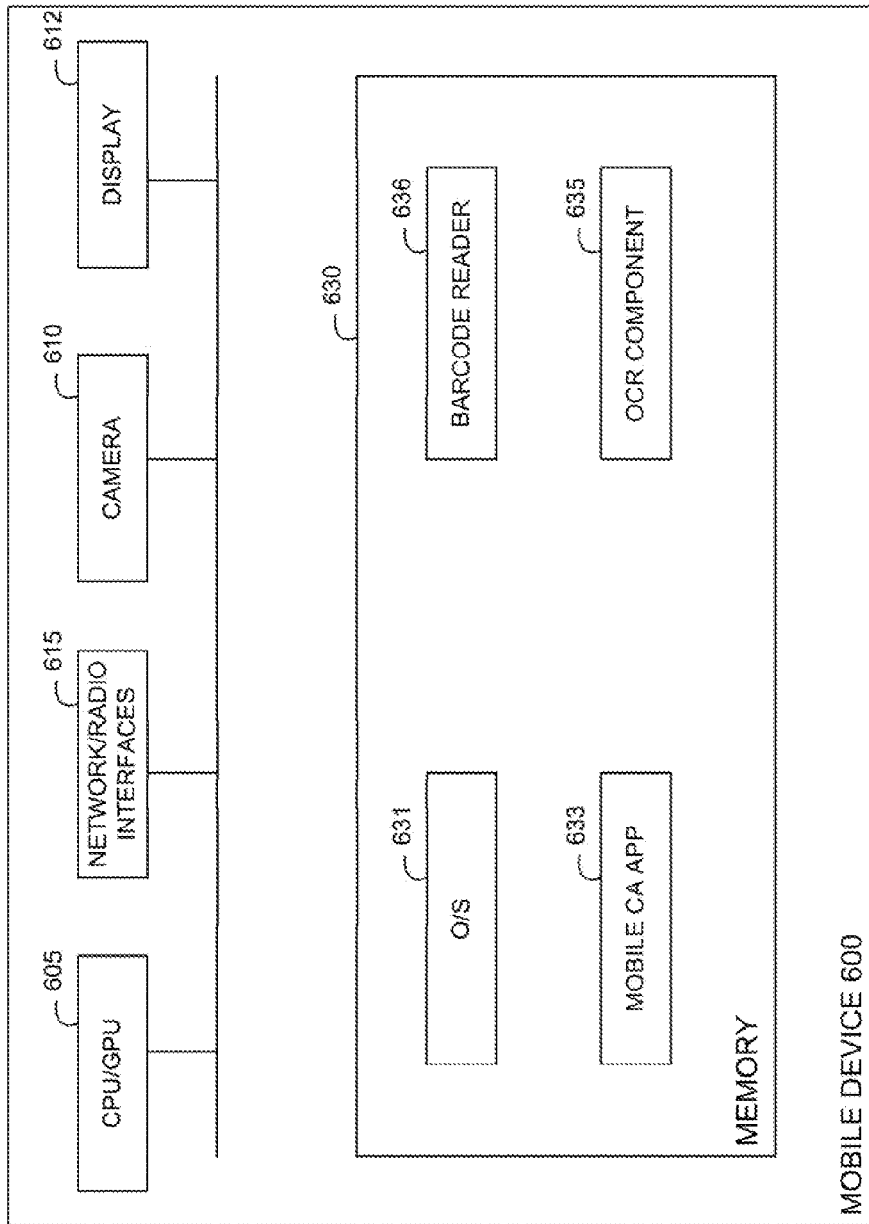 605
CPU/GPU
615
NETWORK/RADIO
INTERFACES
610
CAMERA
612
DISPLAY
630
631
O/S
636
BARCODE READER
633
MOBILE CA APP
635
OCR COMPONENT
MEMORY
MOBILE DEVICE 600